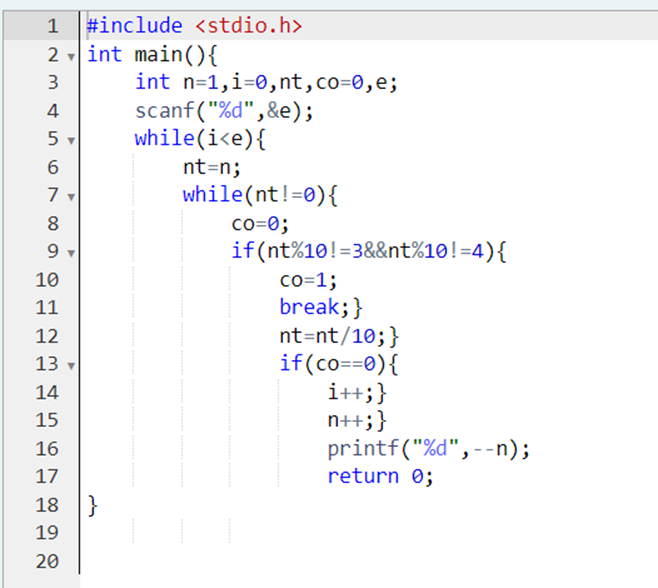 1 #include <stdio.h>
2 int main(){
3     int n=1,i=0,nt,co=0,e;
4     scanf("%d",&e);
5     while(i<e){
6         nt=n;
7         while(nt!=0){
8             co=0;
9             if(nt%10!=3&&nt%10!=4){
10                 co=1;
11                 break;}
12                 nt=nt/10;}
13                 if(co==0){
14                     i++;}
15                     n++;}
16                     printf("%d",--n);
17                     return 0;
18 }
19
20